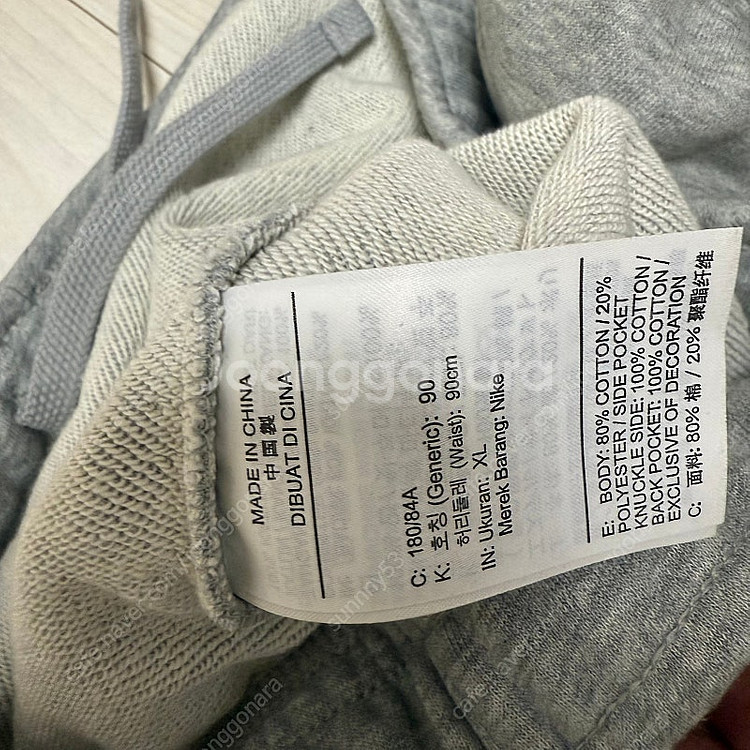 MADE IN CHINA
中国製
DIBUAT DI CINA
C: 180/84A
K: 호칭 (Generic): 90
허리둘레 (Waist): 90cm
IN: Ukuran: XL
Merek Barang: Nike
E: BODY: 80% COTTON / 20%
POLYESTER / SIDE POCKET
KNUCKLE SIDE: 100% COTTON /
BACK POCKET: 100% COTTON /
EXCLUSIVE OF DECORATION
C: 面料: 80% 棉 / 20% 聚酯纤维
joonggonara